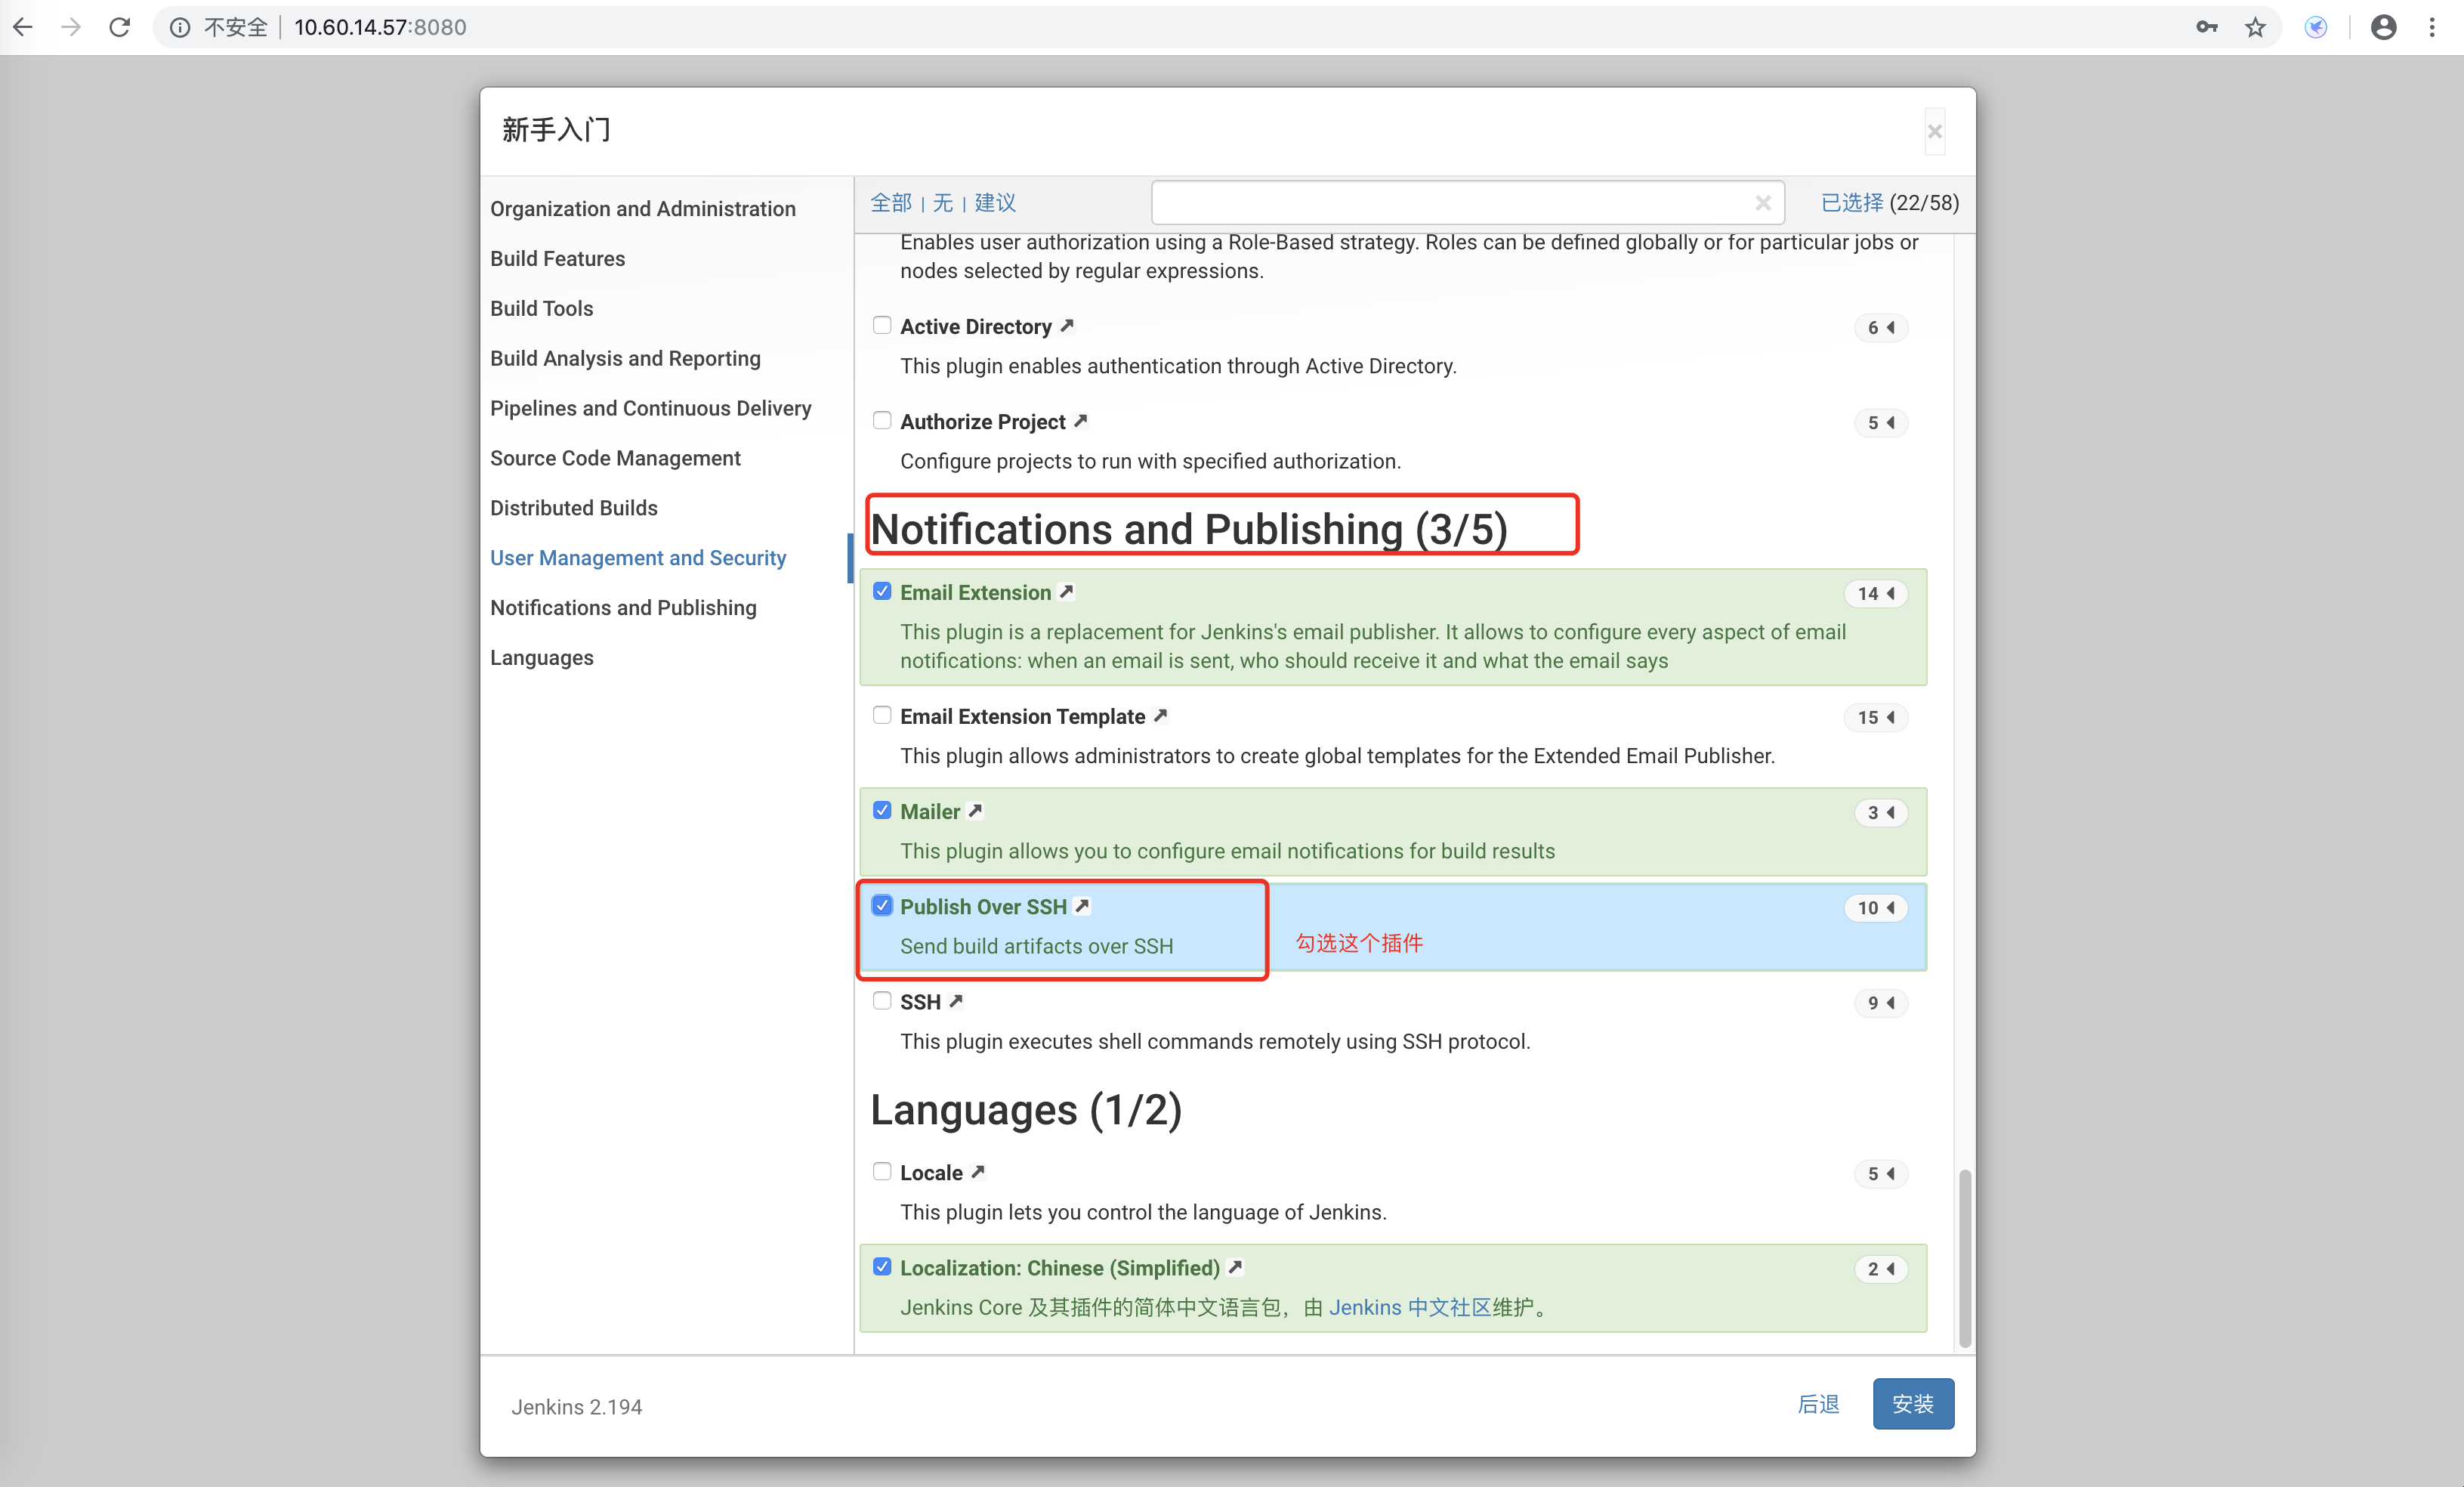 不安全 | 10.60.14.57:8080
新手入门
×
Organization and Administration
Build Features
Build Tools
Build Analysis and Reporting
Pipelines and Continuous Delivery
Source Code Management
Distributed Builds
User Management and Security
Notifications and Publishing
Languages
全部 | 无 | 建议
×
已选择 (22/58)
Enables user authorization using a Role-Based strategy. Roles can be defined globally or for particular jobs or
nodes selected by regular expressions.
Active Directory 6
This plugin enables authentication through Active Directory.
Authorize Project 5
Configure projects to run with specified authorization.
Notifications and Publishing (3/5)
Email Extension 14
This plugin is a replacement for Jenkins's email publisher. It allows to configure every aspect of email
notifications: when an email is sent, who should receive it and what the email says
Email Extension Template 15
This plugin allows administrators to create global templates for the Extended Email Publisher.
Mailer 3
This plugin allows you to configure email notifications for build results
Publish Over SSH 10
Send build artifacts over SSH
勾选这个插件
SSH 9
This plugin executes shell commands remotely using SSH protocol.
Languages (1/2)
Locale 5
This plugin lets you control the language of Jenkins.
Localization: Chinese (Simplified) 2
Jenkins Core 及其插件的简体中文语言包，由 Jenkins 中文社区维护。
Jenkins 2.194
后退
安装